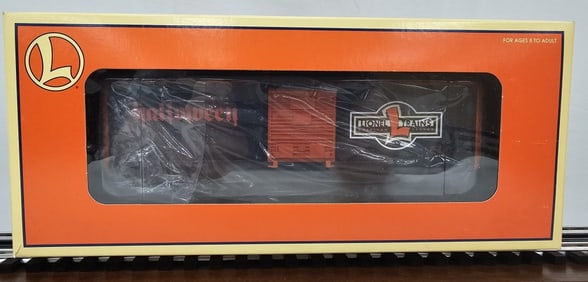 L
FOR AGES 8 TO ADULT
Halloween
LIONEL L TRAINS